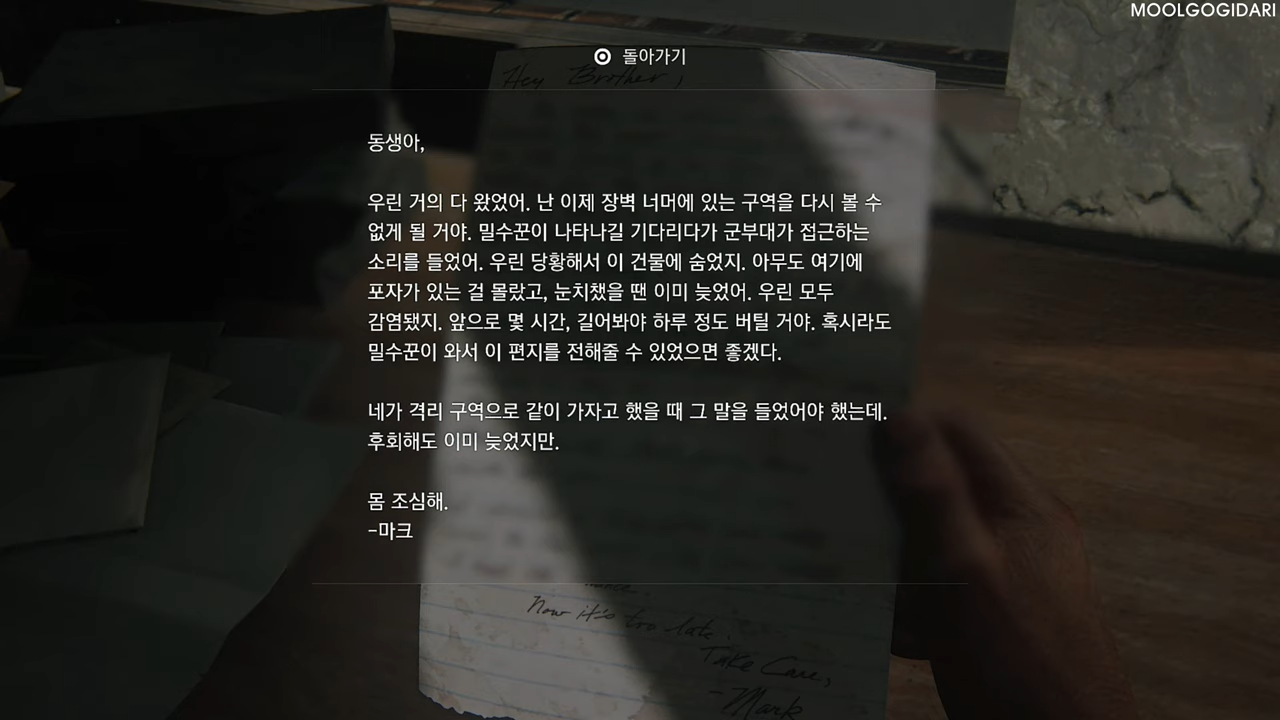 MOOLGOGIDARI
돌아가기
Hey Brother,
동생아,
우린 거의 다 왔었어. 난 이제 장벽 너머에 있는 구역을 다시 볼 수
없게 될 거야. 밀수꾼이 나타나길 기다리다가 군부대가 접근하는
소리를 들었어. 우린 당황해서 이 건물에 숨었지. 아무도 여기에
포자가 있는 걸 몰랐고, 눈치챘을 땐 이미 늦었어. 우린 모두
감염됐지. 앞으로 몇 시간, 길어봐야 하루 정도 버틸 거야. 혹시라도
밀수꾼이 와서 이 편지를 전해줄 수 있었으면 좋겠다.
네가 격리 구역으로 같이 가자고 했을 때 그 말을 들었어야 했는데.
후회해도 이미 늦었지만.
몸 조심해.
-마크
Now it's too late.
Take Care,
-Mark